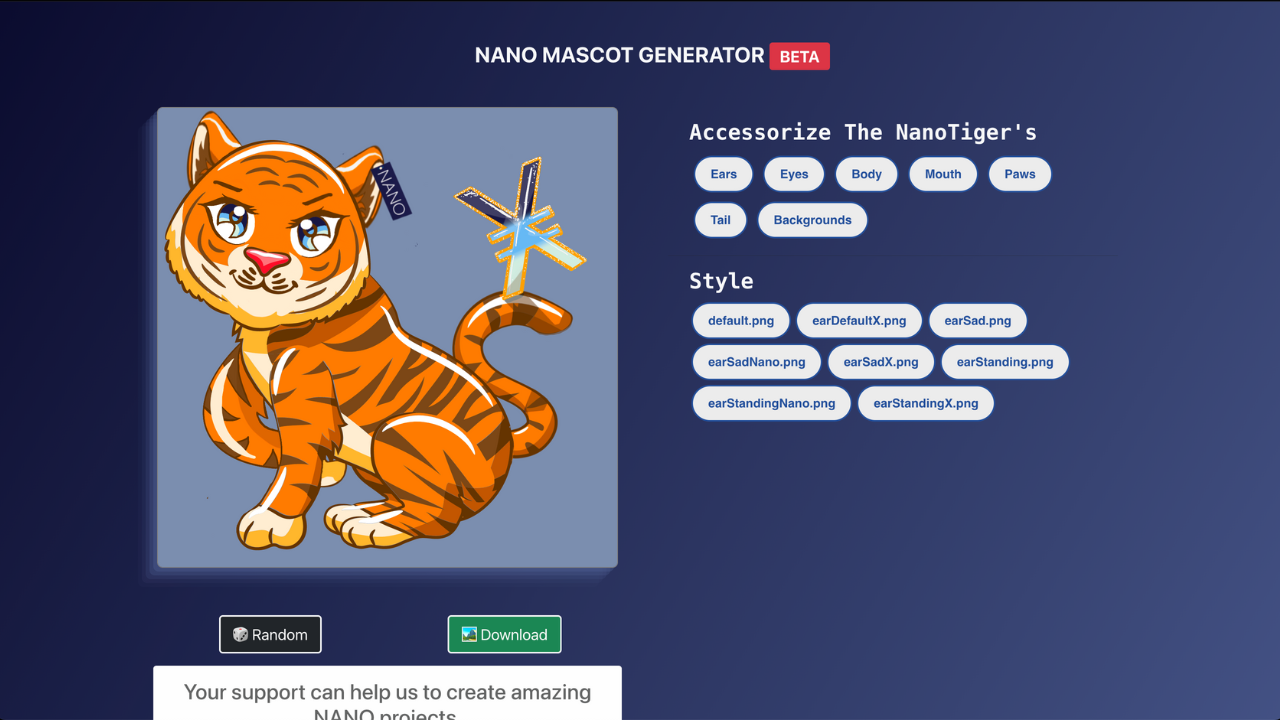 NANO MASCOT GENERATOR BETA
NANO
Accessorize The NanoTiger's
Ears Eyes Body Mouth Paws
Tail Backgrounds
Style
default.png earDefaultX.png earSad.png
earSadNano.png earSadX.png earStanding.png
earStandingNano.png earStandingX.png
Random Download
Your support can help us to create amazing
NANO projects